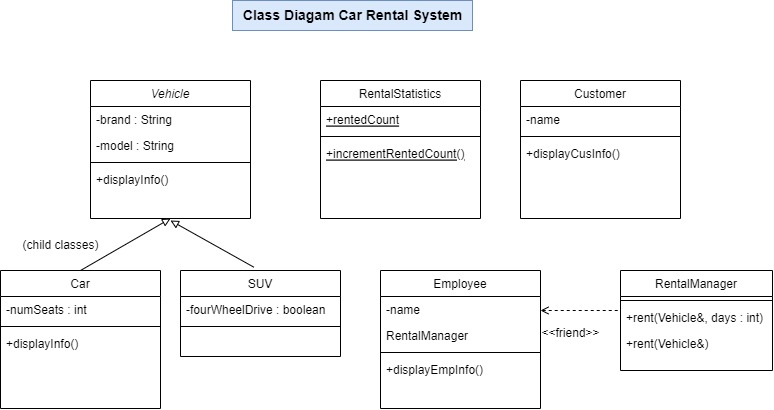 Class Diagam Car Rental System
Vehicle
-brand : String
-model : String
+displayInfo()
RentalStatistics
+rentedCount
+incrementRentedCount()
Customer
-name
+displayCusInfo()
(child classes)
Car
-numSeats : int
+displayInfo()
SUV
-fourWheelDrive : boolean
Employee
-name
RentalManager
+displayEmpInfo()
<<friend>>
RentalManager
+rent(Vehicle&, days : int)
+rent(Vehicle&)